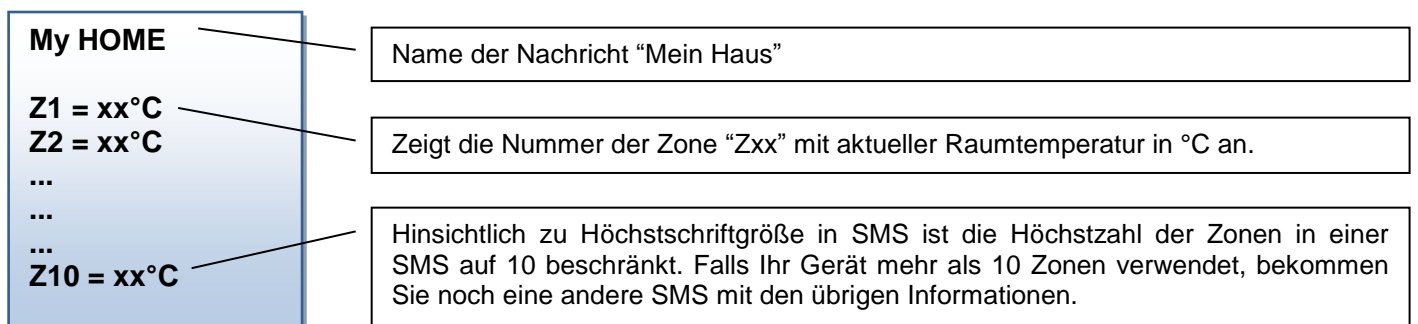 My HOME
Name der Nachricht “Mein Haus”
Z1 = xx°C
Z2 = xx°C
Zeigt die Nummer der Zone “Zxx” mit aktueller Raumtemperatur in °C an.
...
...
...
Z10 = xx°C
Hinsichtlich zu Höchstschriftgröße in SMS ist die Höchstzahl der Zonen in einer
SMS auf 10 beschränkt. Falls Ihr Gerät mehr als 10 Zonen verwendet, bekommen
Sie noch eine andere SMS mit den übrigen Informationen.